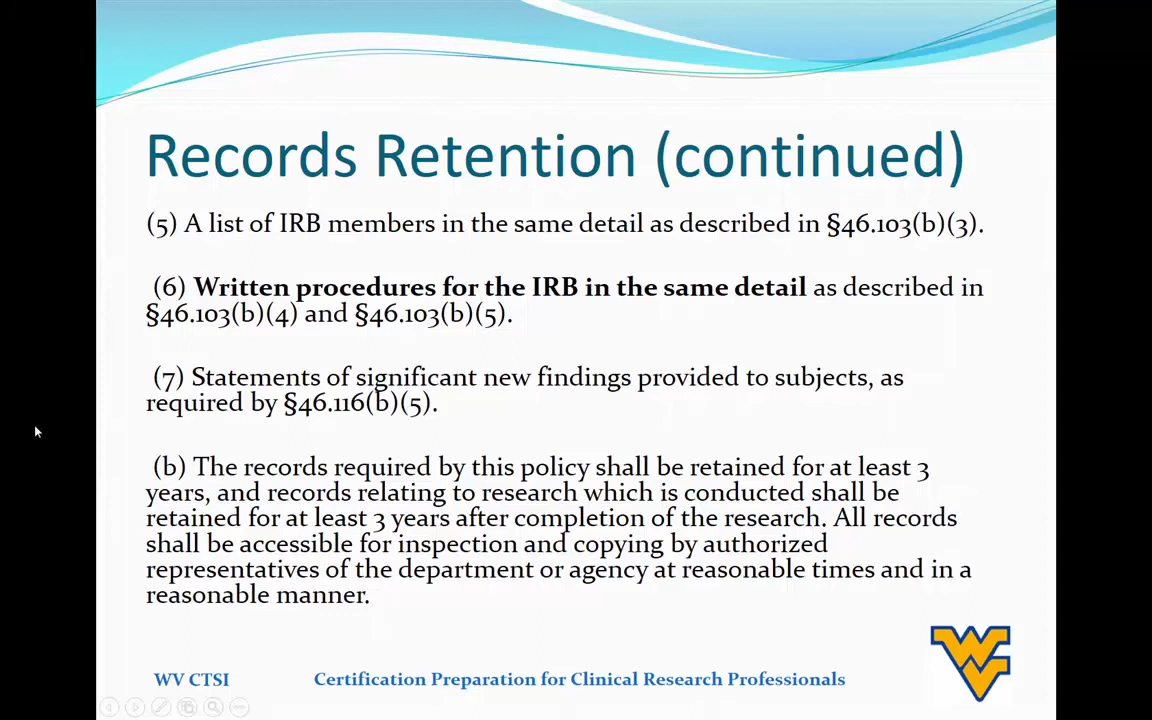 Records Retention (continued)
(5) A list of IRB members in the same detail as described in §46.103(b)(3).
(6) Written procedures for the IRB in the same detail as described in
§46.103(b)(4) and §46.103(b)(5).
(7) Statements of significant new findings provided to subjects, as
required by §46.116(b)(5).
(b) The records required by this policy shall be retained for at least 3
years, and records relating to research which is conducted shall be
retained for at least 3 years after completion of the research. All records
shall be accessible for inspection and copying by authorized
representatives of the department or agency at reasonable times and in a
reasonable manner.
WV CTSI
Certification Preparation for Clinical Research Professionals
WV